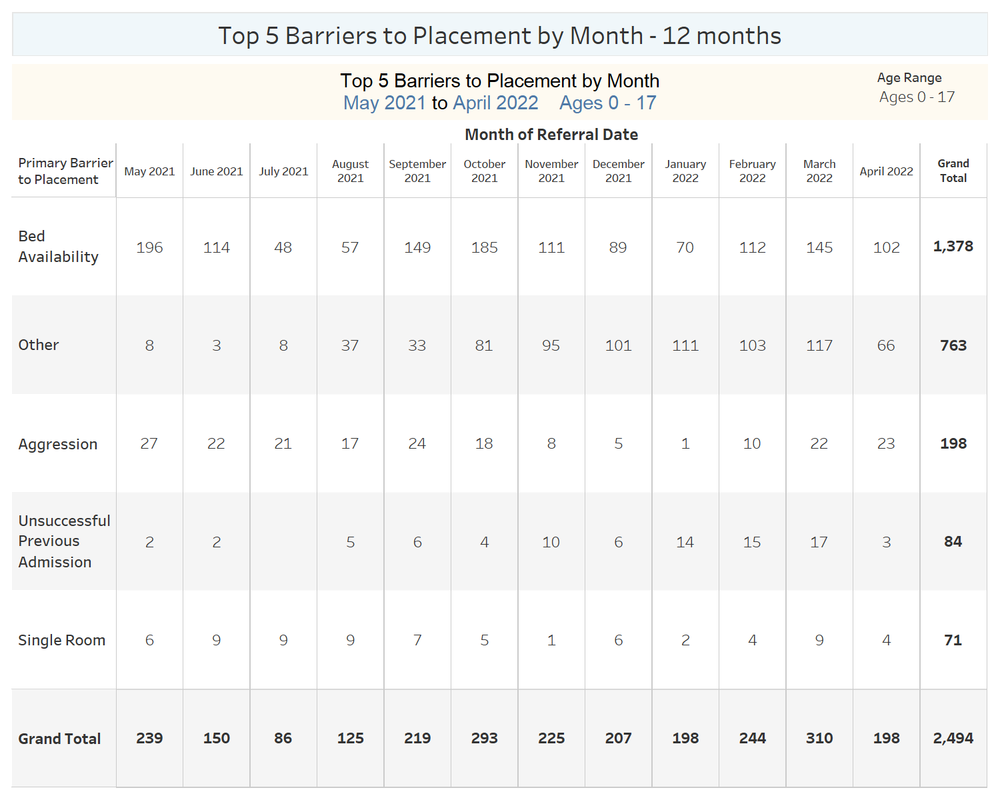 Top 5 Barriers to Placement by Month - 12 months
Top 5 Barriers to Placement by Month
May 2021 to April 2022 Ages 0 - 17
Age Range
Ages 0 - 17
Month of Referral Date
Primary Barrier
to Placement
May 2021
June 2021
July 2021
August
2021
September
2021
October
2021
November
2021
December
2021
January
2022
February
2022
March
2022
April 2022
Grand
Total
Bed
Availability
196 114 48 57 149 185 111 89 70 112 145 102 1,378
Other 8 3 8 37 33 81 95 101 111 103 117 66 763
Aggression 27 22 21 17 24 18 8 5 1 10 22 23 198
Unsuccessful
Previous
Admission
2 2 5 6 4 10 6 14 15 17 3 84
Single Room 6 9 9 9 7 5 1 6 2 4 9 4 71
Grand Total 239 150 86 125 219 293 225 207 198 244 310 198 2,494